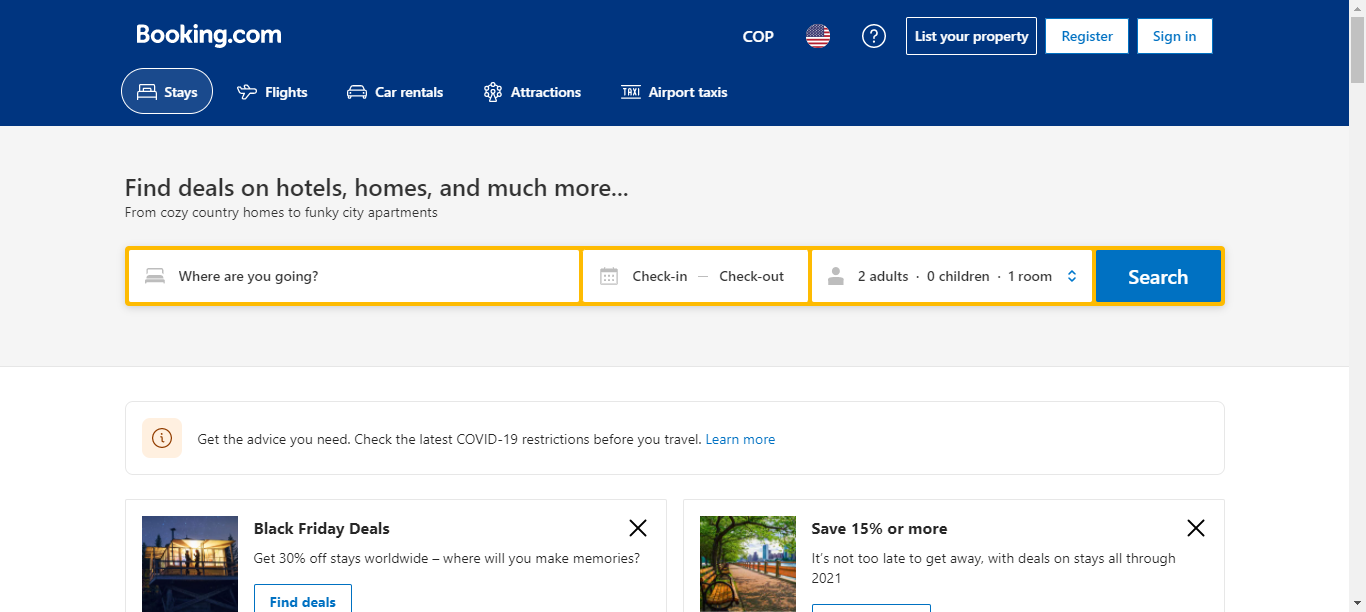 Booking.com
COP
List your property
Register
Sign in
Stays
Flights
Car rentals
Attractions
TAXI
Airport taxis
Find deals on hotels, homes, and much more...
From cozy country homes to funky city apartments
Where are you going?
Check-in — Check-out
2 adults · 0 children · 1 room
Search
Get the advice you need. Check the latest COVID-19 restrictions before you travel. Learn more
Black Friday Deals
Get 30% off stays worldwide – where will you make memories?
Find deals
Save 15% or more
It's not too late to get away, with deals on stays all through
2021